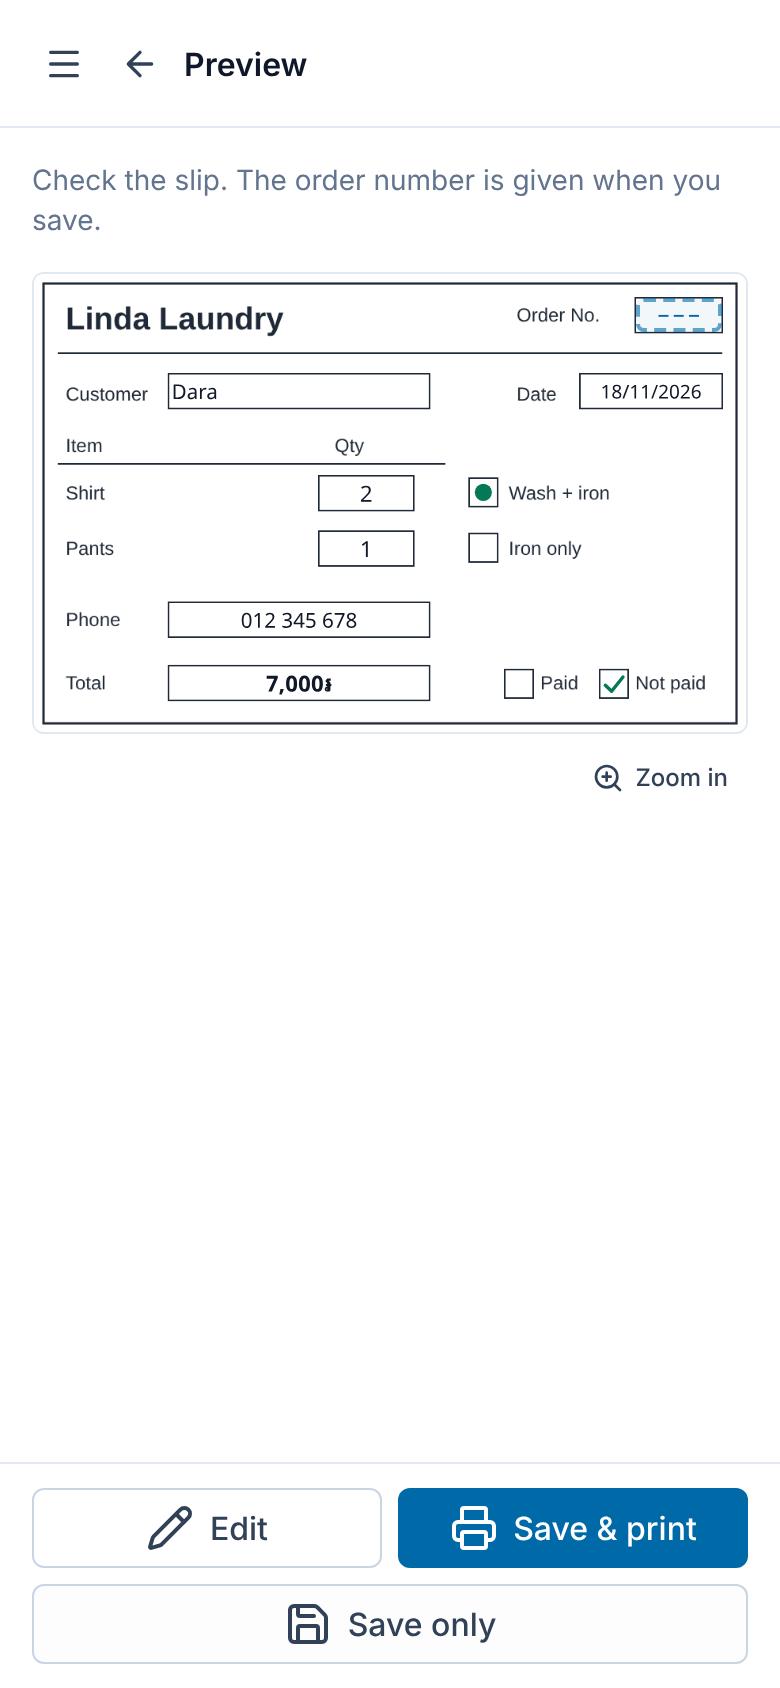 Preview
Check the slip. The order number is given when you
save.
Linda Laundry Order No. ---
Customer Dara Date 18/11/2026
Item Qty
Shirt 2 Wash + iron
Pants 1 Iron only
Phone 012 345 678
Total 7,000៛ Paid Not paid
Zoom in
Edit Save & print
Save only